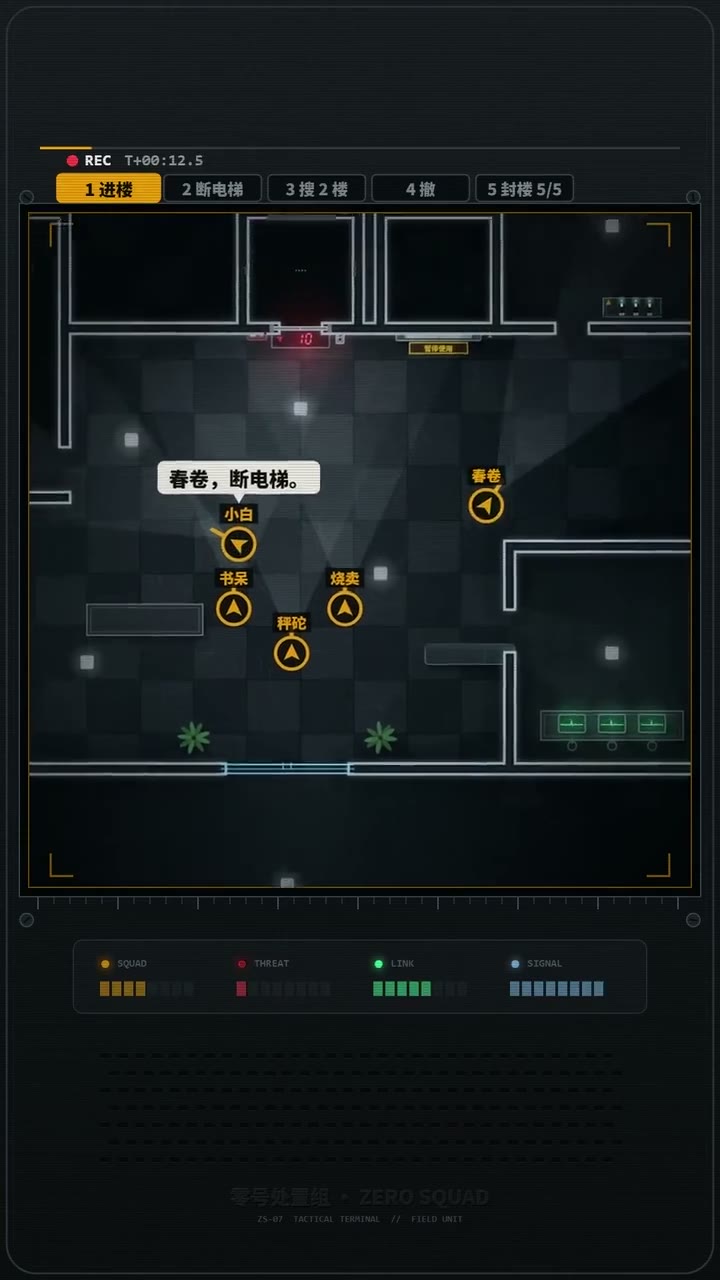 REC T+00:12.5
1 进楼
2 断电梯
3 搜 2 楼
4 撤
5 封楼 5/5
10
暂停使用
春卷
春卷，断电梯。
小白
书呆
烧卖
秤砣
SQUAD
THREAT
LINK
SIGNAL
零号处置组 · ZERO SQUAD
ZS-07 TACTICAL TERMINAL // FIELD UNIT